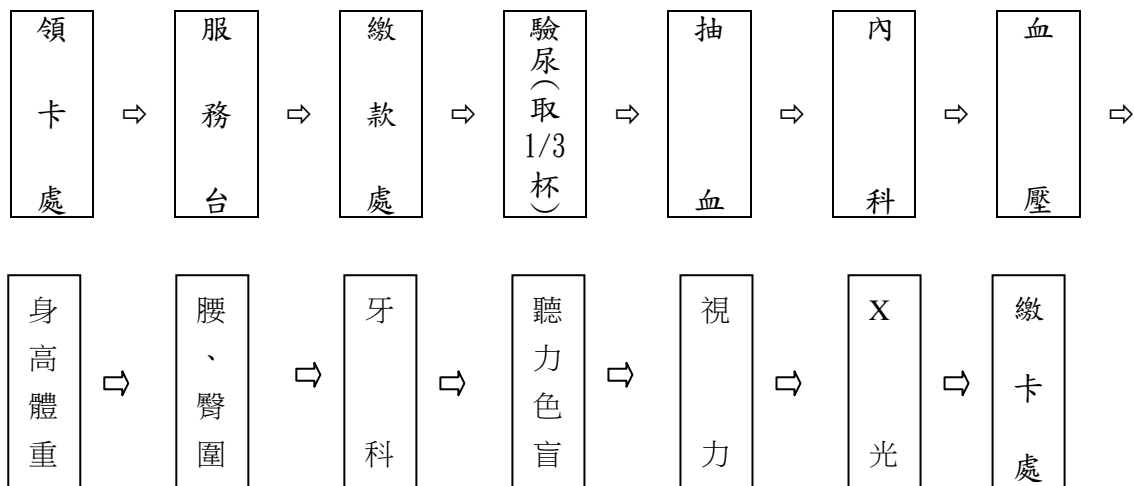 領卡處
⇨
服務台
⇨
繳款處
⇨
驗尿(取1/3杯)
⇨
抽血
⇨
內科
⇨
血壓
⇨
身高體重
⇨
腰、臀圍
⇨
牙科
⇨
聽力色盲
⇨
視力
⇨
X光
⇨
繳卡處